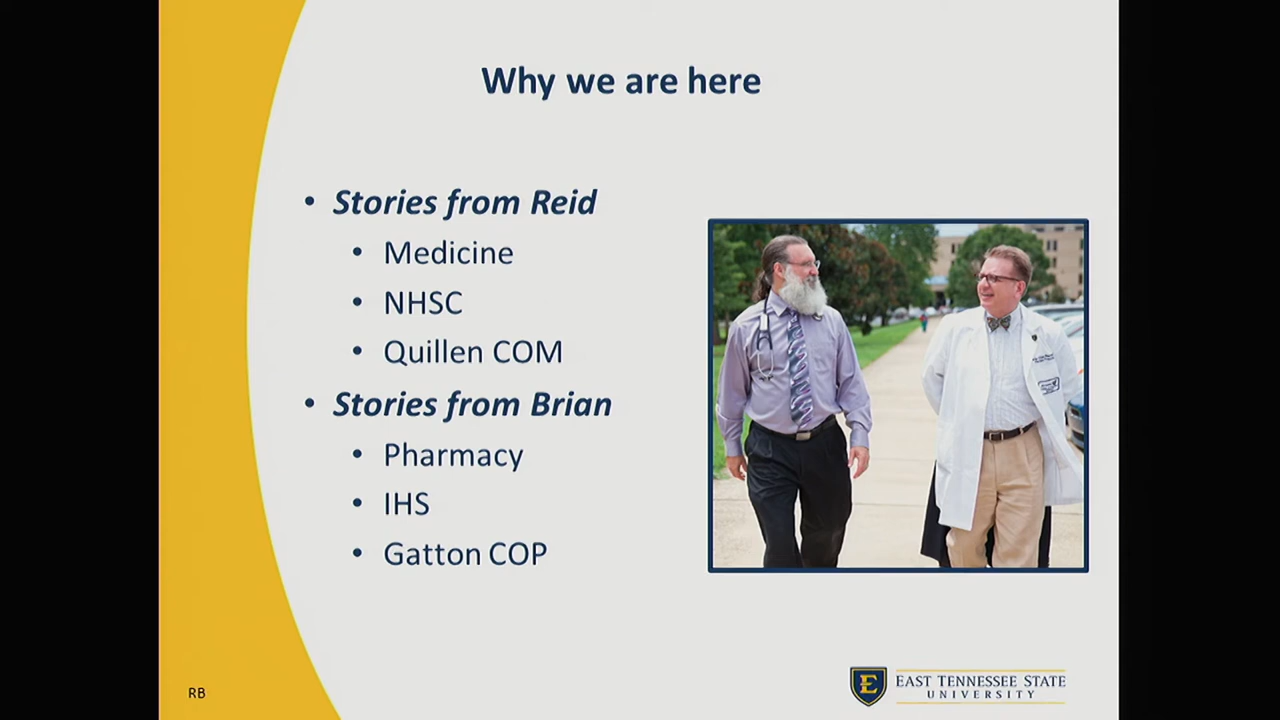 Why we are here
• Stories from Reid
• Medicine
• NHSC
• Quillen COM
• Stories from Brian
• Pharmacy
• IHS
• Gatton COP
RB
E
EAST TENNESSEE STATE
UNIVERSITY